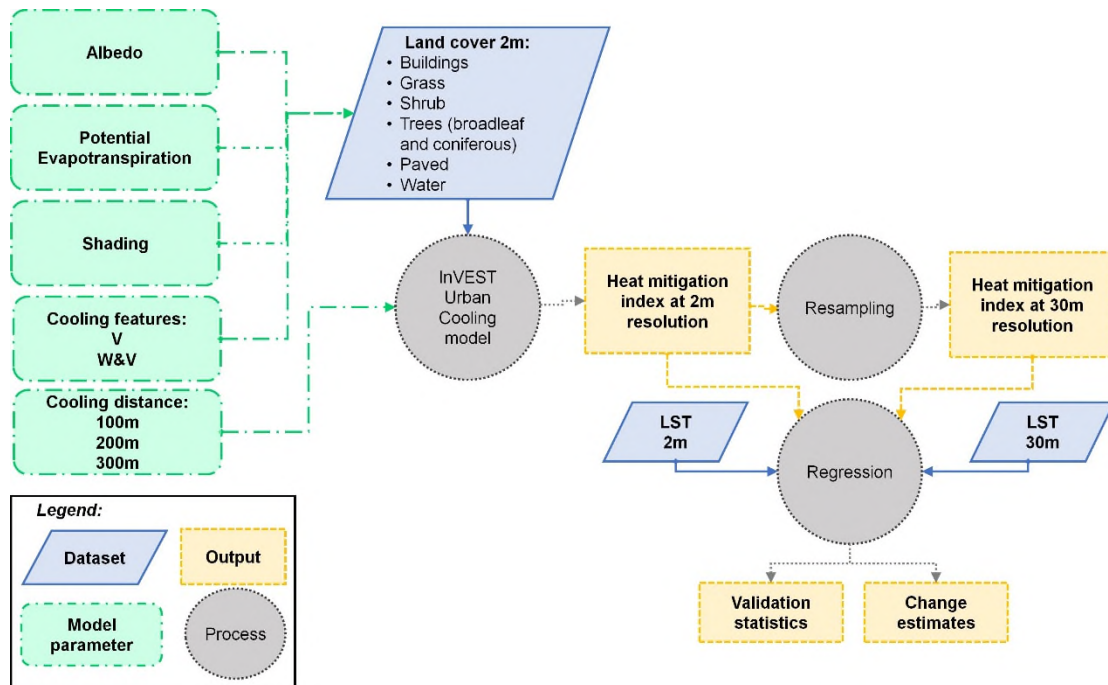 Albedo
Potential
Evapotranspiration
Shading
Cooling features:
V
W&V
Cooling distance:
100m
200m
300m
Land cover 2m:
• Buildings
• Grass
• Shrub
• Trees (broadleaf
and coniferous)
• Paved
• Water
InVEST
Urban
Cooling
model
Heat mitigation
index at 2m
resolution
Resampling
Heat mitigation
index at 30m
resolution
LST
2m
Regression
LST
30m
Validation
statistics
Change
estimates
Legend:
Dataset
Output
Model
parameter
Process